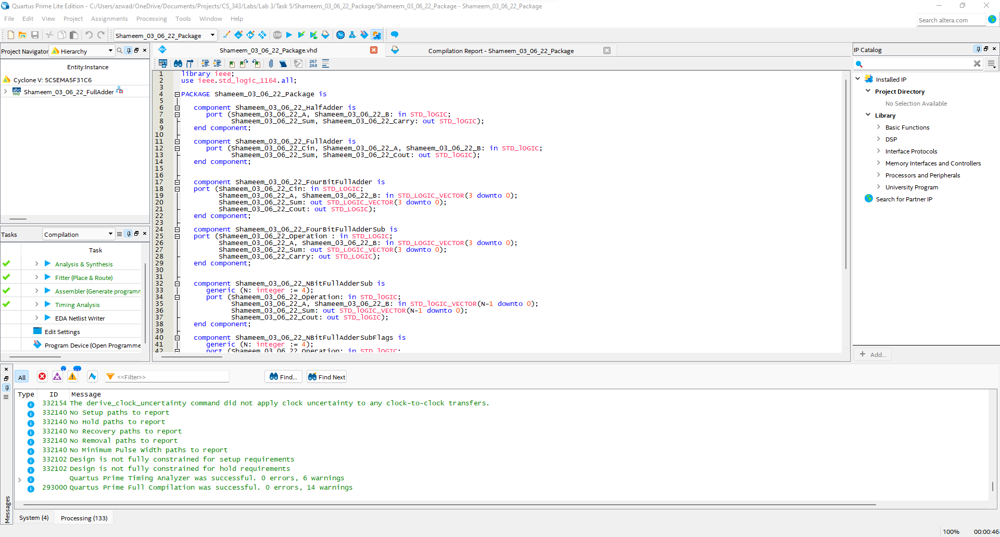 Quartus Prime Lite Edition - C:/Users/azwad/OneDrive/Documents/Projects/CS_343/Labs/Lab 3/Task 5/Shameem_03_06_22_Package/Shameem_03_06_22_Package - Shameem_03_06_22_Package
File Edit View Project Assignments Processing Tools Window Help
Search altera.com
Shameem_03_06_22_Package
STOP
Project Navigator Hierarchy
Entity:Instance
Cyclone V: 5CSEMA5F31C6
Shameem_03_06_22_FullAdder
Tasks Compilation
Task
Analysis & Synthesis
Fitter (Place & Route)
Assembler (Generate programm
Timing Analysis
EDA Netlist Writer
Edit Settings
Program Device (Open Programme
Shameem_03_06_22_Package.vhd
Compilation Report - Shameem_03_06_22_Package
267
268
1 library ieee;
2 use ieee.std_logic_1164.all;
3
4 PACKAGE Shameem_03_06_22_Package is
5
6 component Shameem_03_06_22_HalfAdder is
7 port (Shameem_03_06_22_A, Shameem_03_06_22_B: in STD_lOGIC;
8 Shameem_03_06_22_Sum, Shameem_03_06_22_Carry: out STD_lOGIC);
9 end component;
10
11 component Shameem_03_06_22_FullAdder is
12 port (Shameem_03_06_22_Cin, Shameem_03_06_22_A, Shameem_03_06_22_B: in STD_lOGIC;
13 Shameem_03_06_22_Sum, Shameem_03_06_22_Cout: out STD_lOGIC);
14 end component;
15
16
17 component Shameem_03_06_22_FourBitFullAdder is
18 port (Shameem_03_06_22_Cin: in STD_LOGIC;
19 Shameem_03_06_22_A, Shameem_03_06_22_B: in STD_LOGIC_VECTOR(3 downto 0);
20 Shameem_03_06_22_Sum: out STD_LOGIC_VECTOR(3 downto 0);
21 Shameem_03_06_22_Cout: out STD_LOGIC);
22 end component;
23
24 component Shameem_03_06_22_FourBitFullAdderSub is
25 port (Shameem_03_06_22_Operation : in STD_LOGIC;
26 Shameem_03_06_22_A, Shameem_03_06_22_B: in STD_LOGIC_VECTOR(3 downto 0);
27 Shameem_03_06_22_Sum: out STD_LOGIC_VECTOR(3 downto 0);
28 Shameem_03_06_22_Carry: out STD_LOGIC);
29 end component;
30
31
32 component Shameem_03_06_22_NBitFullAdderSub is
33 generic (N: integer := 4);
34 port (Shameem_03_06_22_Operation: in STD_lOGIC;
35 Shameem_03_06_22_A, Shameem_03_06_22_B: in STD_lOGIC_VECTOR(N-1 downto 0);
36 Shameem_03_06_22_Sum: out STD_lOGIC_VECTOR(N-1 downto 0);
37 Shameem_03_06_22_Cout: out STD_lOGIC);
38 end component;
39
40 component Shameem_03_06_22_NBitFullAdderSubFlags is
41 generic (N: integer := 4);
42 port (Shameem_03_06_22_Operation: in STD_lOGIC;
IP Catalog
Installed IP
Project Directory
No Selection Available
Library
Basic Functions
DSP
Interface Protocols
Memory Interfaces and Controllers
Processors and Peripherals
University Program
Search for Partner IP
+ Add...
All <<Filter>> Find... Find Next
Type ID Message
332154 The derive_clock_uncertainty command did not apply clock uncertainty to any clock-to-clock transfers.
332140 No Setup paths to report
332140 No Hold paths to report
332140 No Recovery paths to report
332140 No Removal paths to report
332140 No Minimum Pulse Width paths to report
332102 Design is not fully constrained for setup requirements
332102 Design is not fully constrained for hold requirements
Quartus Prime Timing Analyzer was successful. 0 errors, 6 warnings
293000 Quartus Prime Full Compilation was successful. 0 errors, 14 warnings
Messages
System (4) Processing (133)
100% 00:00:46